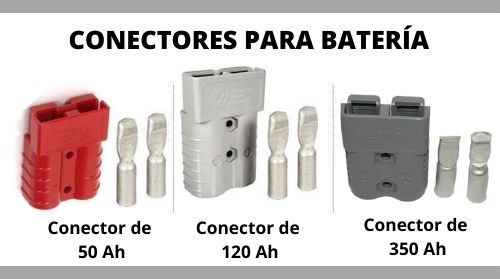 CONECTORES PARA BATERÍA
Conector de
50 Ah
Conector de
120 Ah
Conector de
350 Ah